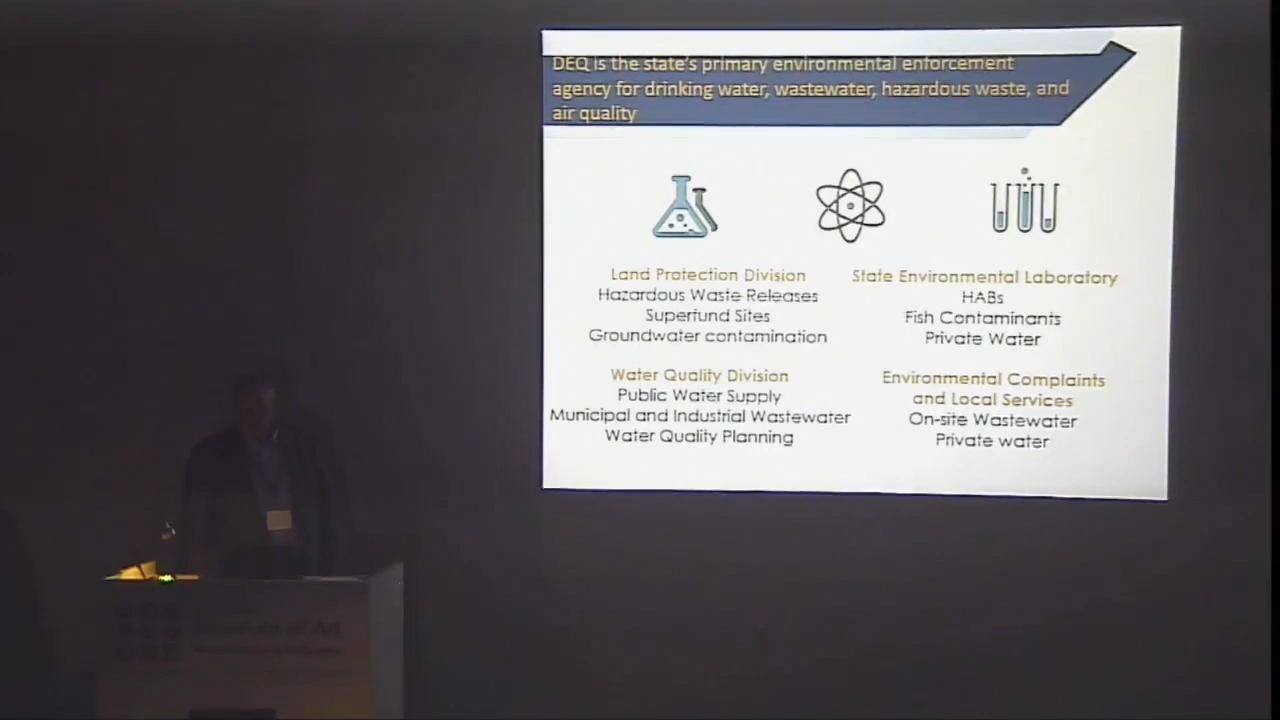 DEQ is the state's primary environmental enforcement
agency for drinking water, wastewater, hazardous waste, and
air quality
Land Protection Division
Hazardous Waste Releases
Superfund Sites
Groundwater contamination
State Environmental Laboratory
HABs
Fish Contaminants
Private Water
Water Quality Division
Public Water Supply
Municipal and Industrial Wastewater
Water Quality Planning
Environmental Complaints
and Local Services
On-site Wastewater
Private water
of Art